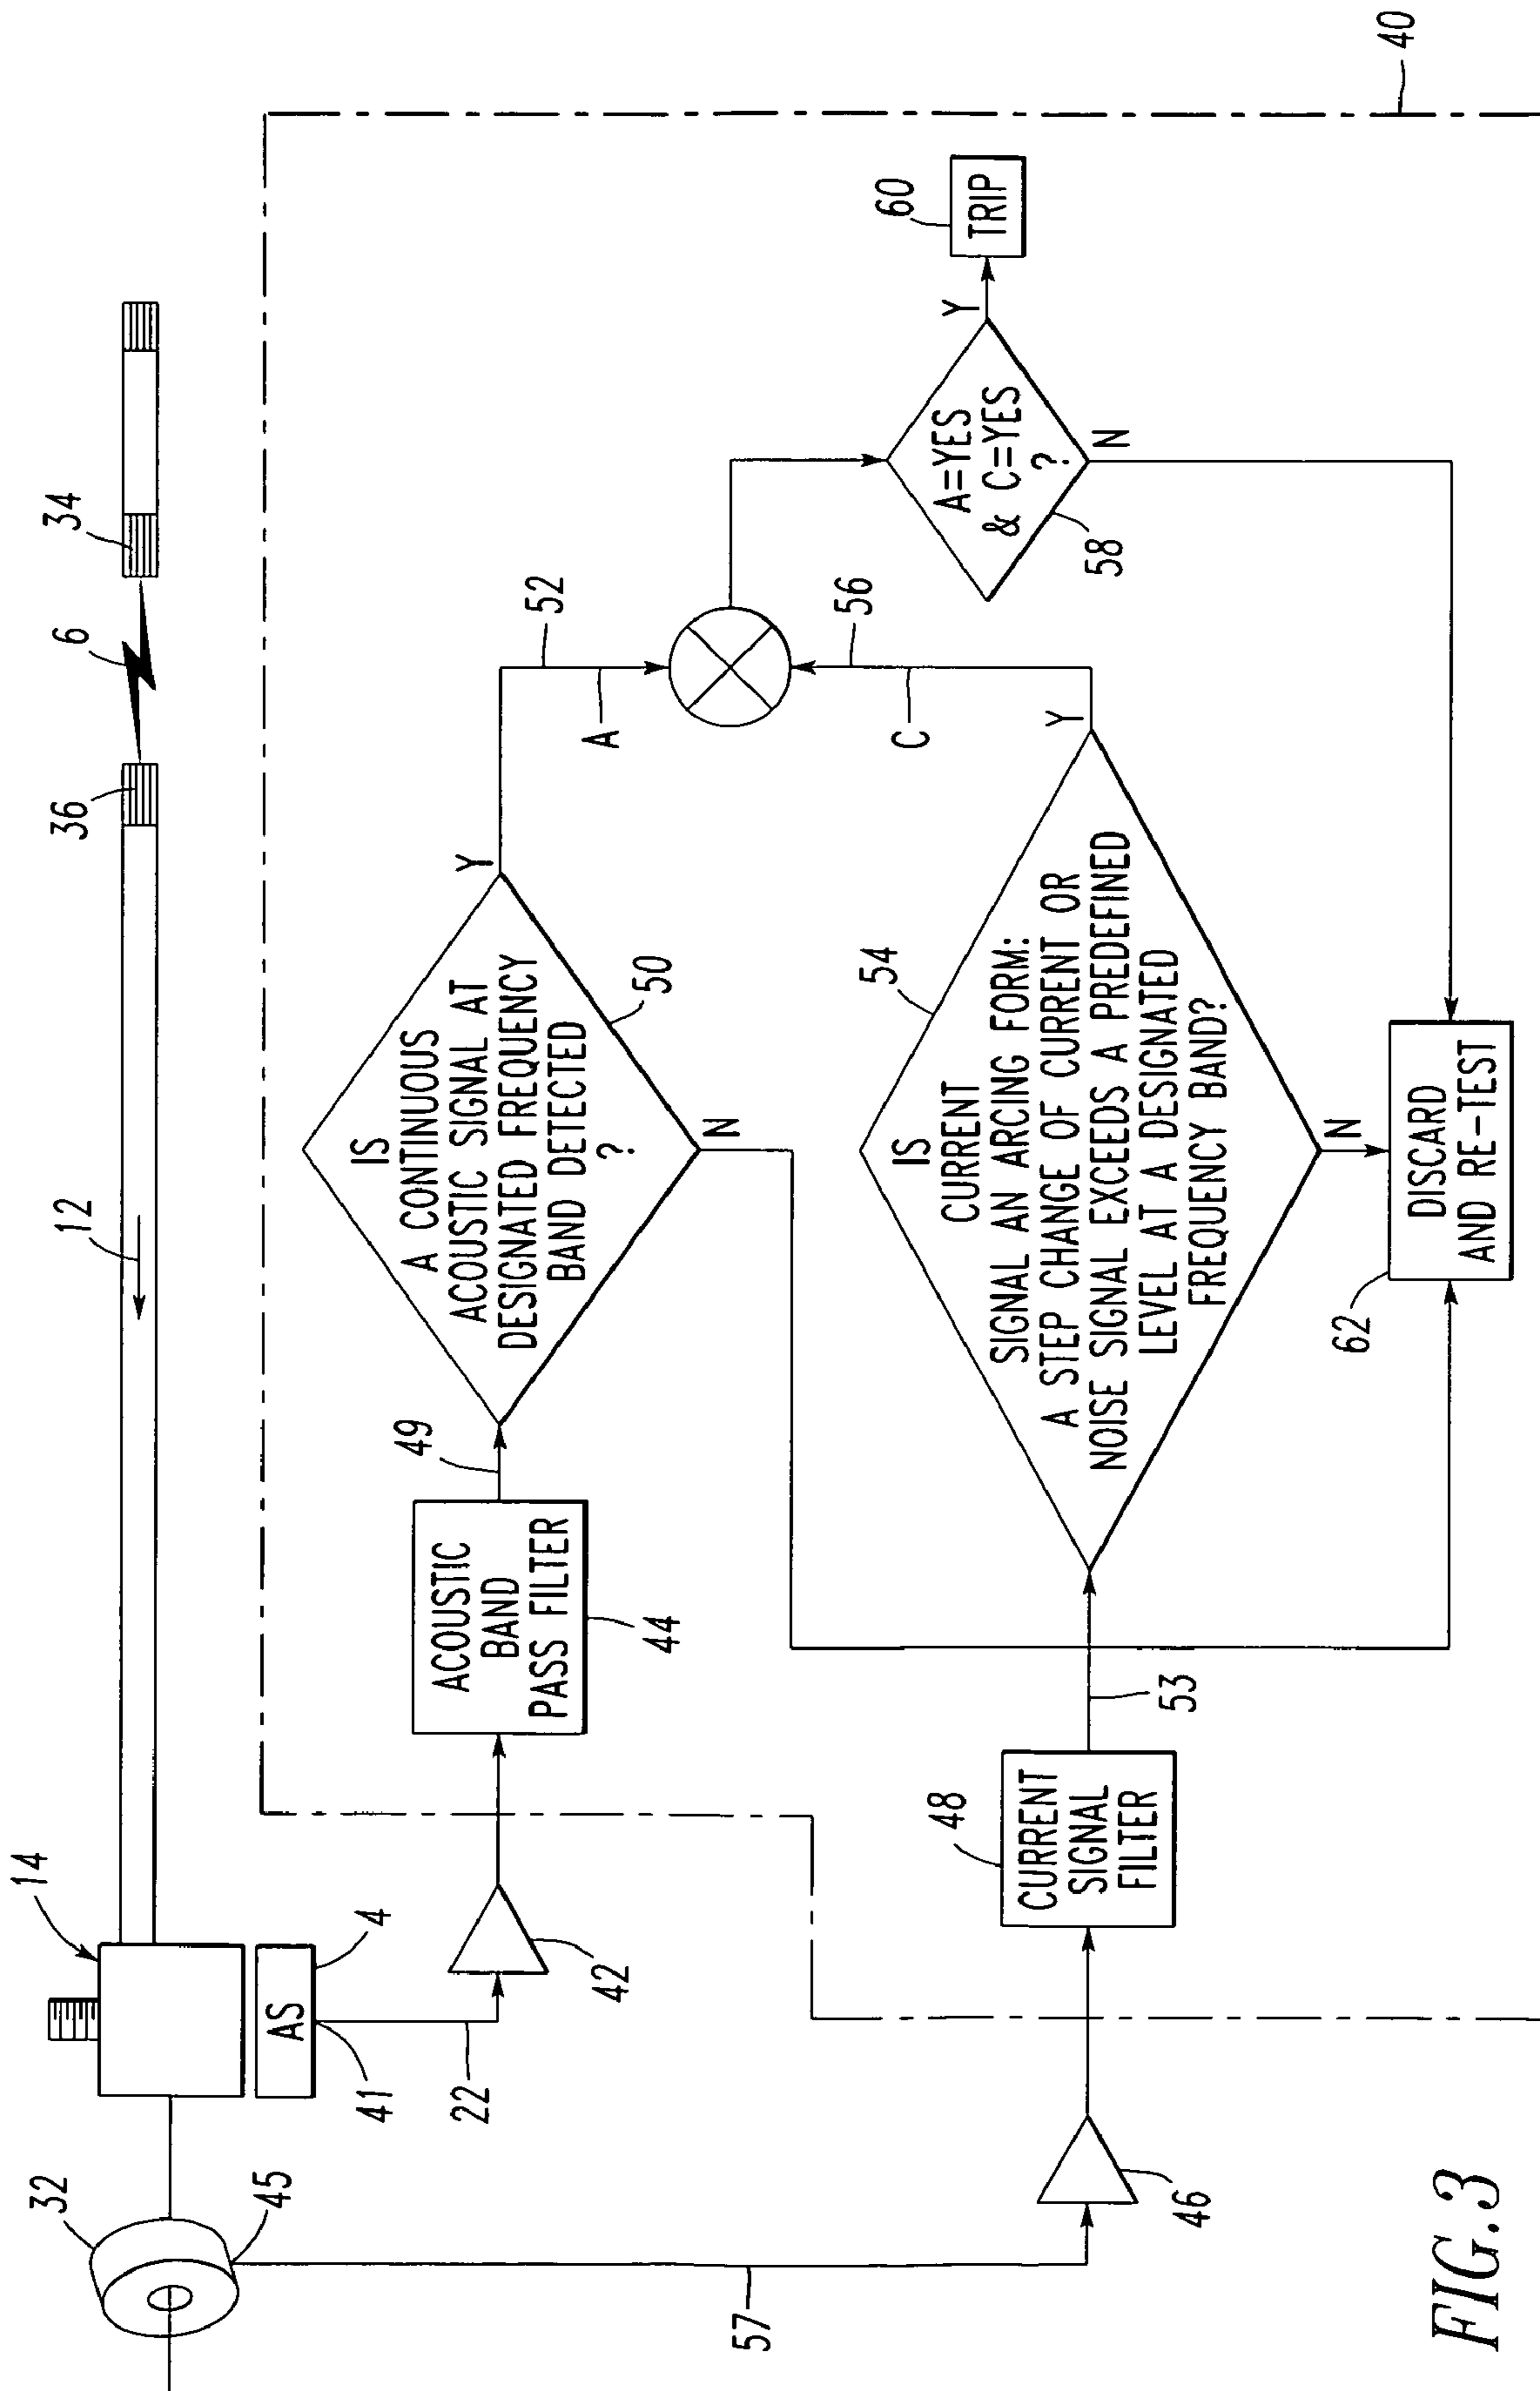 32
45
14
AS
4
41
22
12
36
6
34
40
42
ACOUSTIC
BAND
PASS FILTER
44
49
IS
A CONTINUOUS
ACOUSTIC SIGNAL AT
DESIGNATED FREQUENCY
BAND DETECTED
?
50
Y
N
52
A
56
C
A=YES
& C=YES
?
58
Y
N
60
TRIP
57
46
48
CURRENT
SIGNAL
FILTER
53
54
IS
CURRENT
SIGNAL AN ARCING FORM:
A STEP CHANGE OF CURRENT OR
NOISE SIGNAL EXCEEDS A PREDEFINED
LEVEL AT A DESIGNATED
FREQUENCY BAND?
Y
N
62
DISCARD
AND RE-TEST
FIG.3